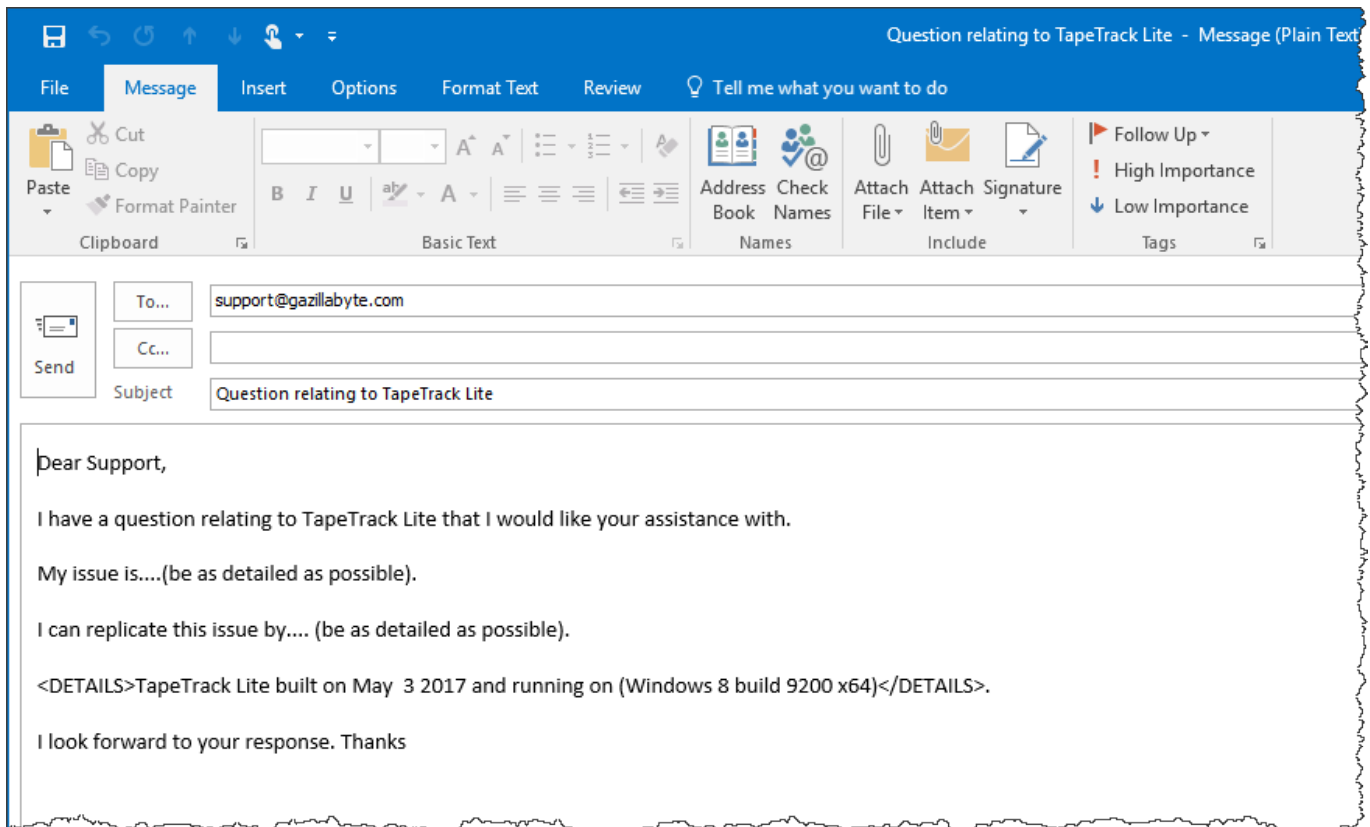 Question relating to TapeTrack Lite - Message (Plain Text
File Message Insert Options Format Text Review Tell me what you want to do
Paste
Cut
Copy
Format Painter
Clipboard
B I U
Basic Text
Address Book
Check Names
Names
Attach File
Attach Item
Signature
Include
Follow Up
High Importance
Low Importance
Tags
Send
To... support@gazillabyte.com
Cc...
Subject Question relating to TapeTrack Lite
Dear Support,
I have a question relating to TapeTrack Lite that I would like your assistance with.
My issue is....(be as detailed as possible).
I can replicate this issue by.... (be as detailed as possible).
<DETAILS>TapeTrack Lite built on May  3 2017 and running on (Windows 8 build 9200 x64)</DETAILS>.
I look forward to your response. Thanks